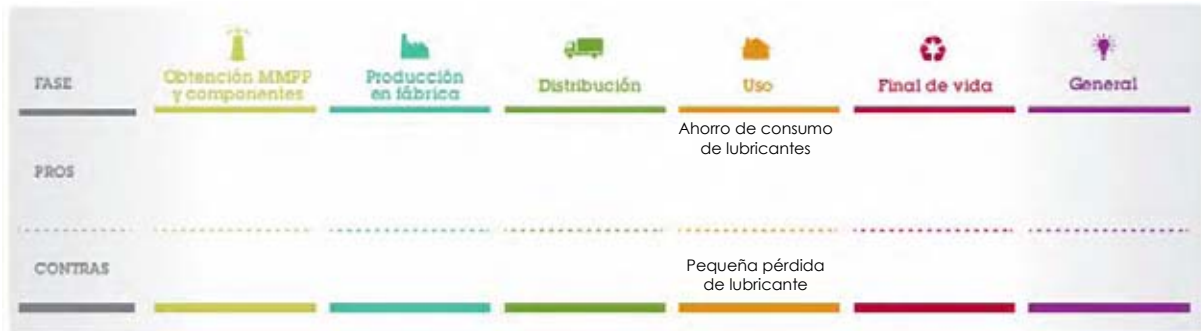 FASE
Obtención MMPP
y componentes
Producción
en fábrica
Distribución
Uso
Final de vida
General
PROS
Ahorro de consumo
de lubricantes
CONTRAS
Pequeña pérdida
de lubricante